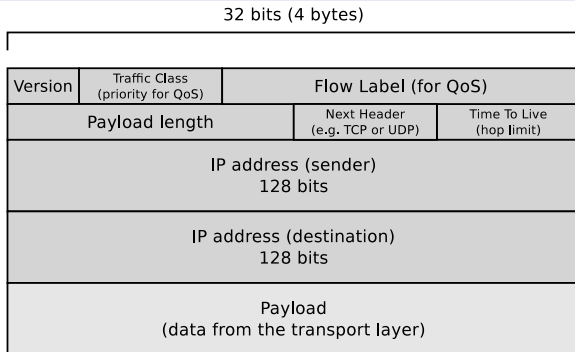 32 bits (4 bytes)
Version
Traffic Class
(priority for QoS)
Flow Label (for QoS)
Payload length
Next Header
(e.g. TCP or UDP)
Time To Live
(hop limit)
IP address (sender)
128 bits
IP address (destination)
128 bits
Payload
(data from the transport layer)